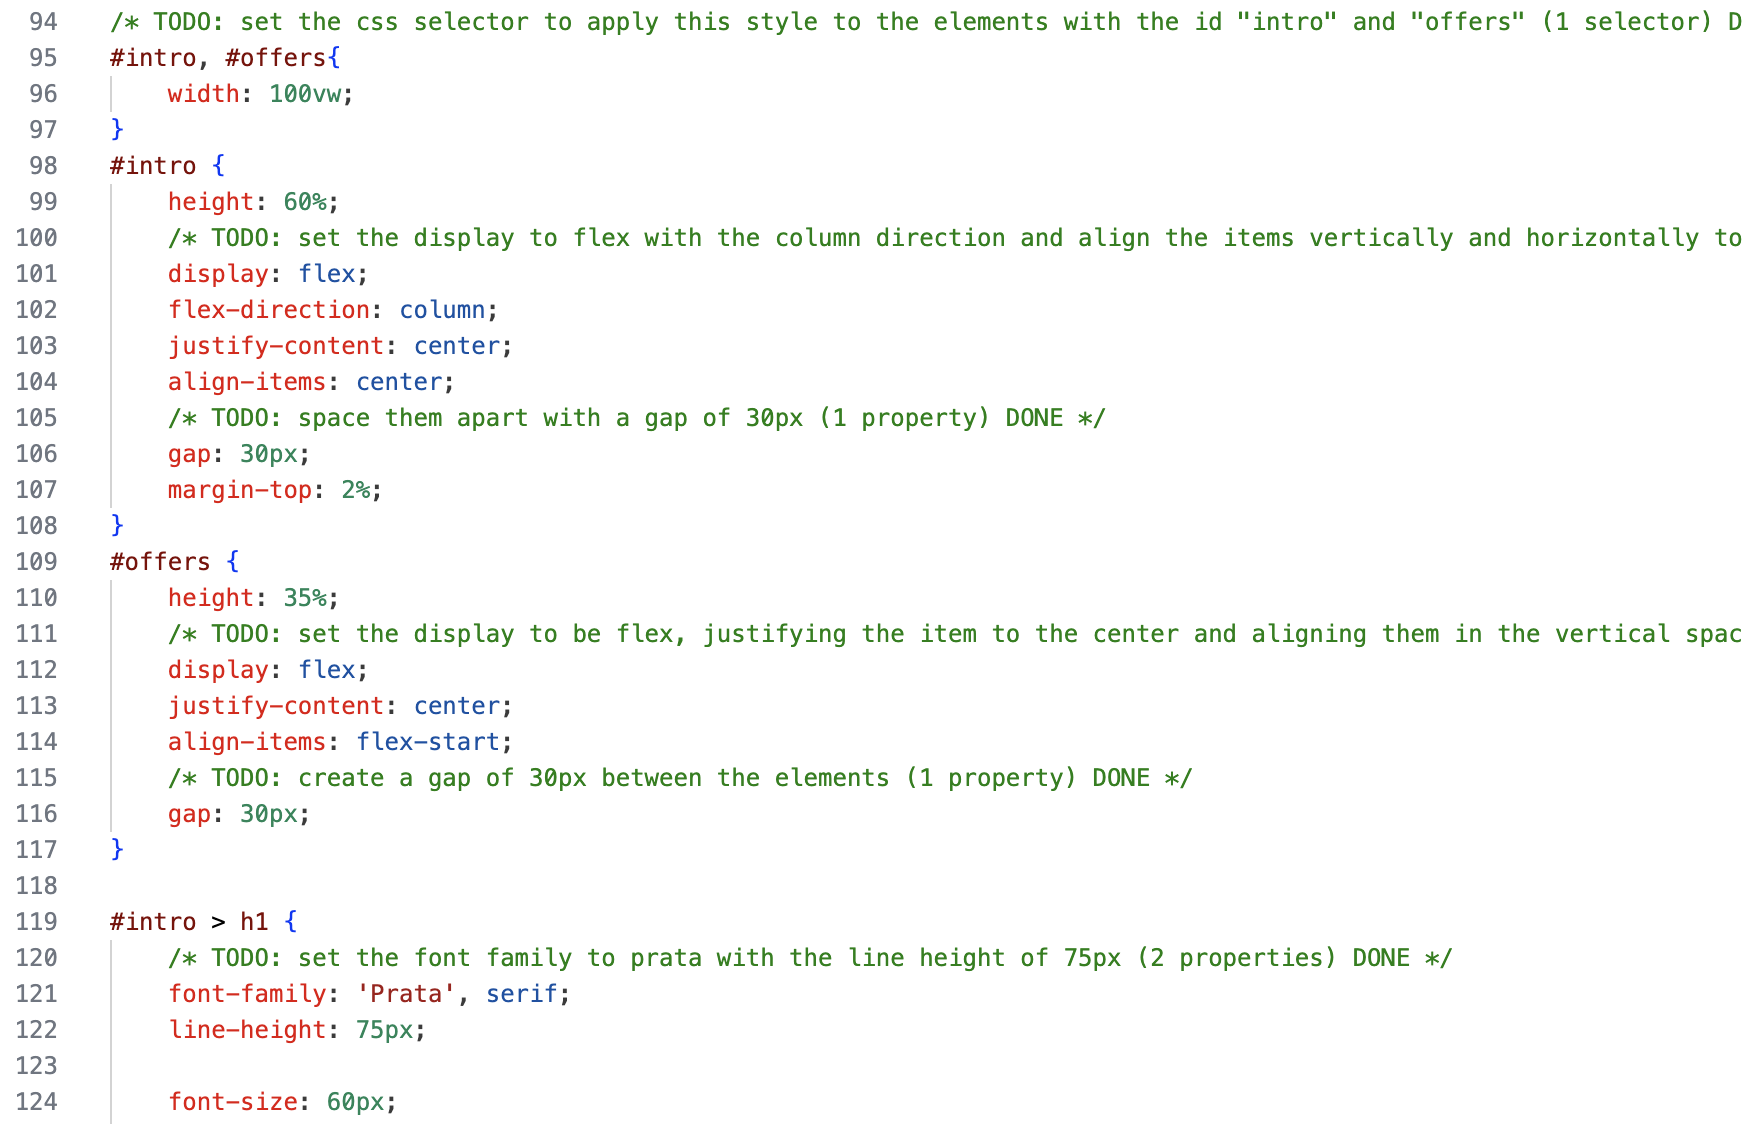 94 /* TODO: set the css selector to apply this style to the elements with the id "intro" and "offers" (1 selector) D
95 #intro, #offers{
96 width: 100vw;
97 }
98 #intro {
99 height: 60%;
100 /* TODO: set the display to flex with the column direction and align the items vertically and horizontally to
101 display: flex;
102 flex-direction: column;
103 justify-content: center;
104 align-items: center;
105 /* TODO: space them apart with a gap of 30px (1 property) DONE */
106 gap: 30px;
107 margin-top: 2%;
108 }
109 #offers {
110 height: 35%;
111 /* TODO: set the display to be flex, justifying the item to the center and aligning them in the vertical spac
112 display: flex;
113 justify-content: center;
114 align-items: flex-start;
115 /* TODO: create a gap of 30px between the elements (1 property) DONE */
116 gap: 30px;
117 }
118
119 #intro > h1 {
120 /* TODO: set the font family to prata with the line height of 75px (2 properties) DONE */
121 font-family: 'Prata', serif;
122 line-height: 75px;
123
124 font-size: 60px;